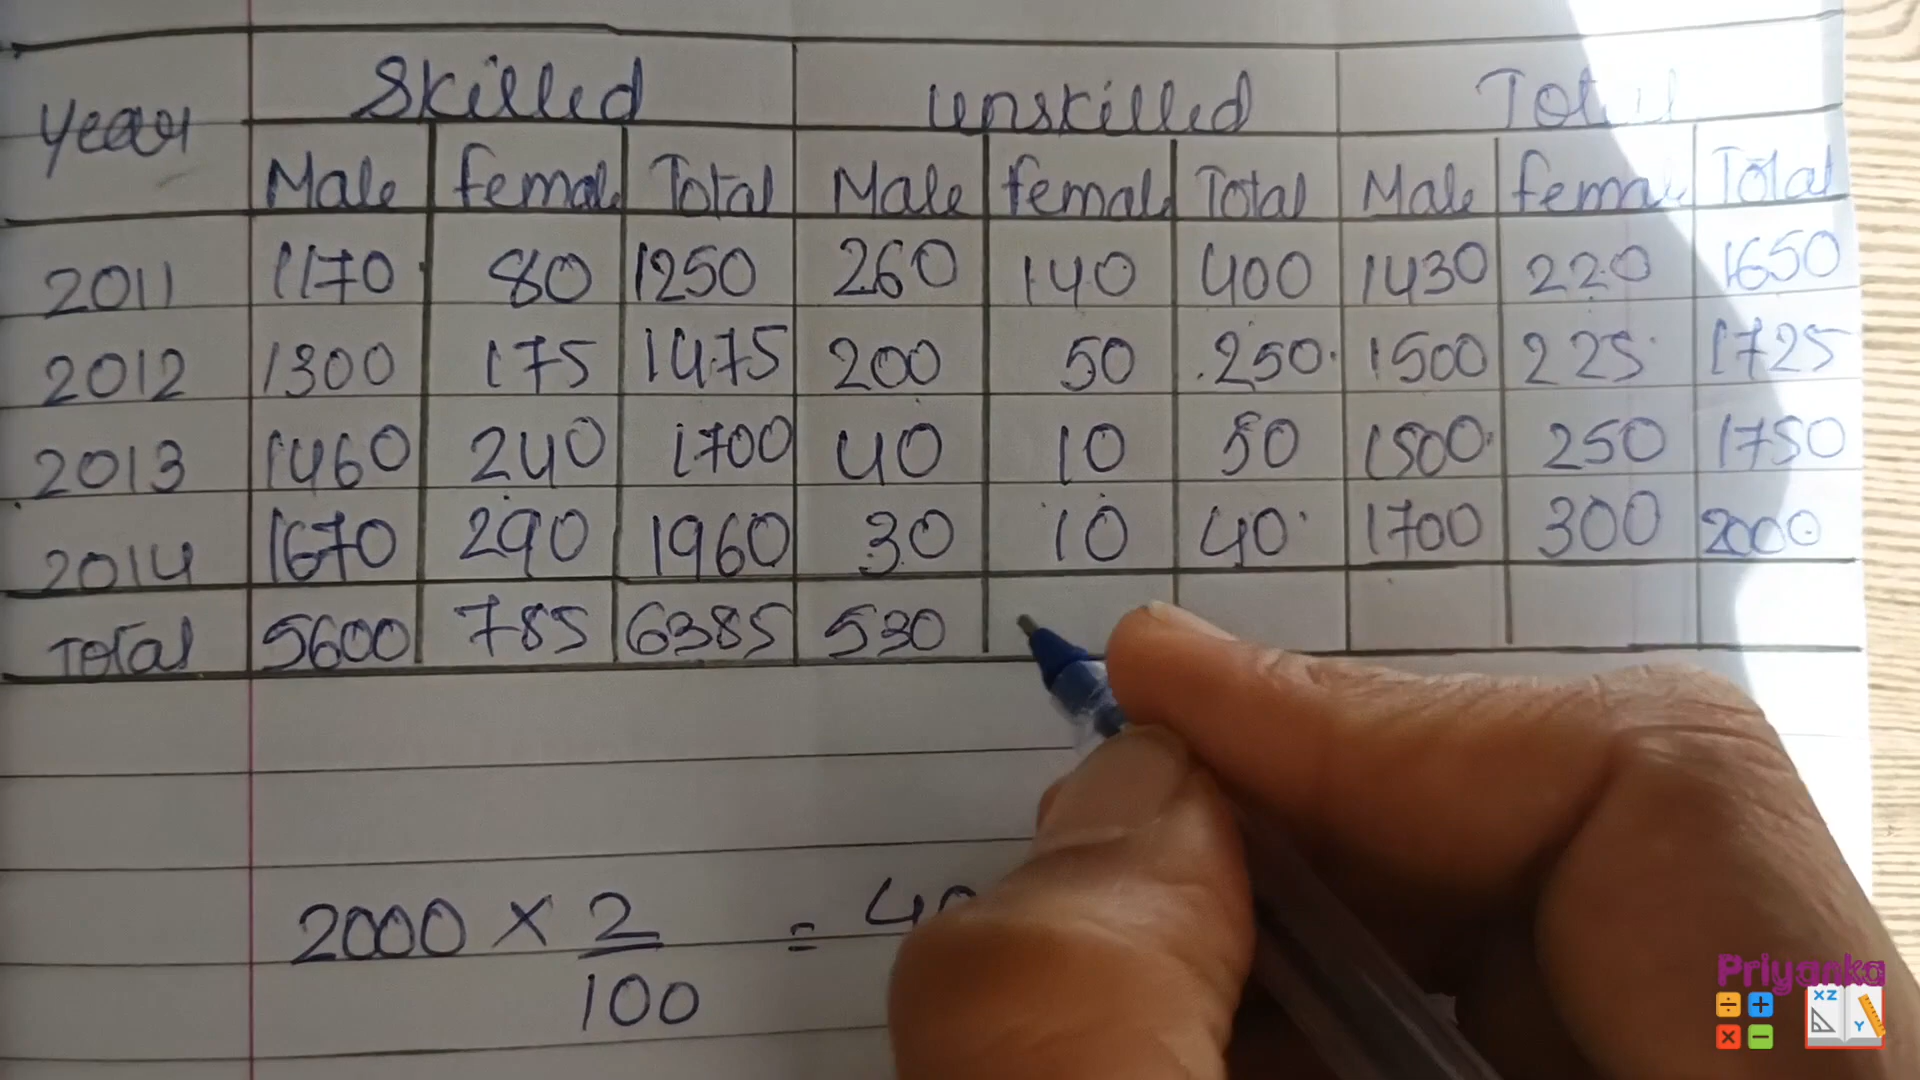 Year Skilled Unskilled Total
Male Femal Total Male Femal Total Male Femal Total
2011 1170 80 1250 260 140 400 1430 220 1650
2012 1300 175 1475 200 50 250 1500 225 1725
2013 1460 240 1700 40 10 50 1500 250 1750
2014 1670 290 1960 30 10 40 1700 300 2000
Total 5600 785 6385 530
2000 × 2/100 = 40
Priyanka
XZ
Y